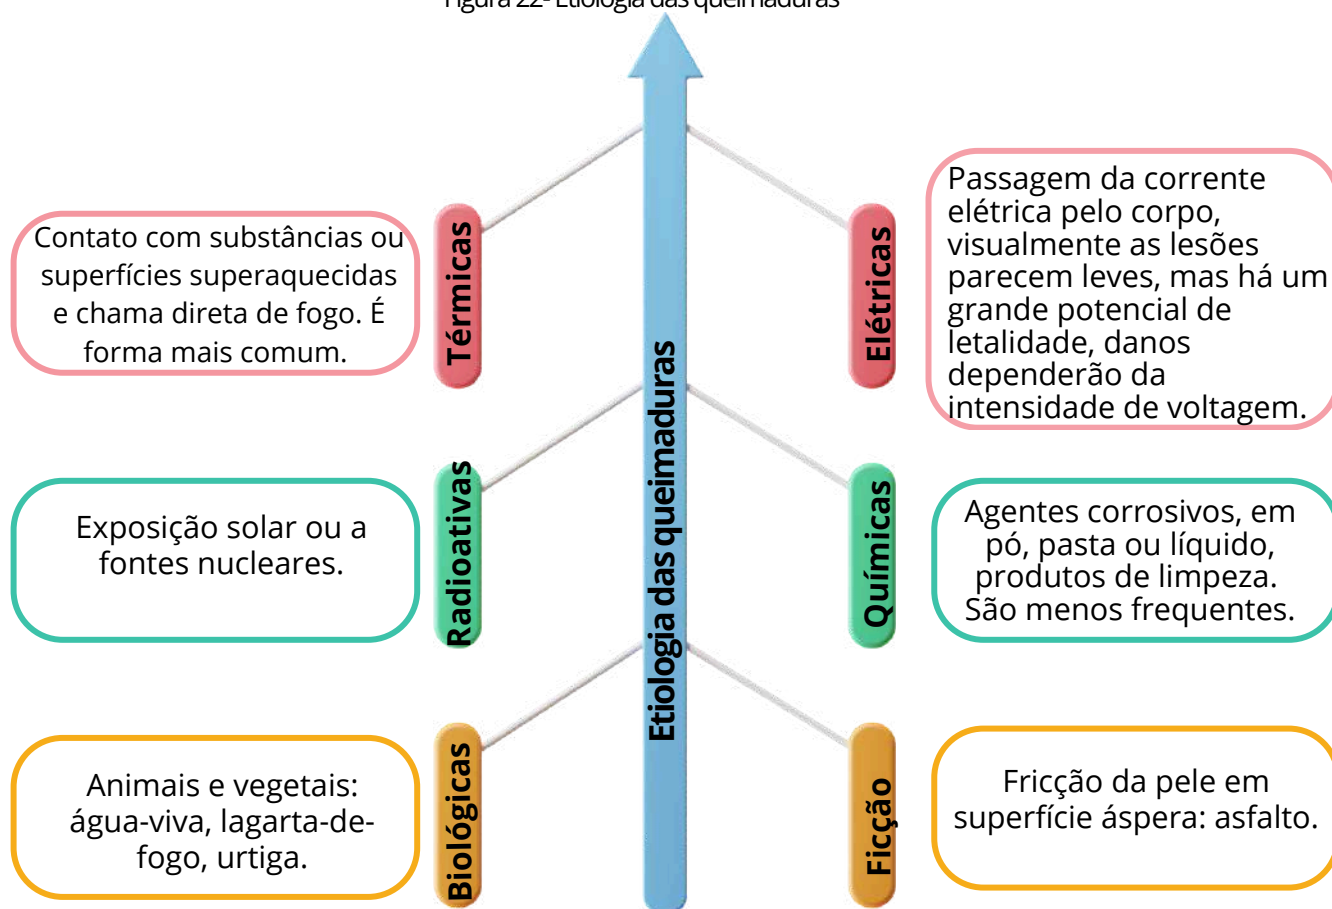 Figura 22- Etiologia das queimaduras
Contato com substâncias ou
superfícies superaquecidas
e chama direta de fogo. É
forma mais comum.
Térmicas
Elétricas
Passagem da corrente
elétrica pelo corpo,
visualmente as lesões
parecem leves, mas há um
grande potencial de
letalidade, danos
dependerão da
intensidade de voltagem.
Etiologia das queimaduras
Exposição solar ou a
fontes nucleares.
Radioativas
Químicas
Agentes corrosivos, em
pó, pasta ou líquido,
produtos de limpeza.
São menos frequentes.
Animais e vegetais:
água-viva, lagarta-de-
fogo, urtiga.
Biológicas
Ficção
Fricção da pele em
superfície áspera: asfalto.